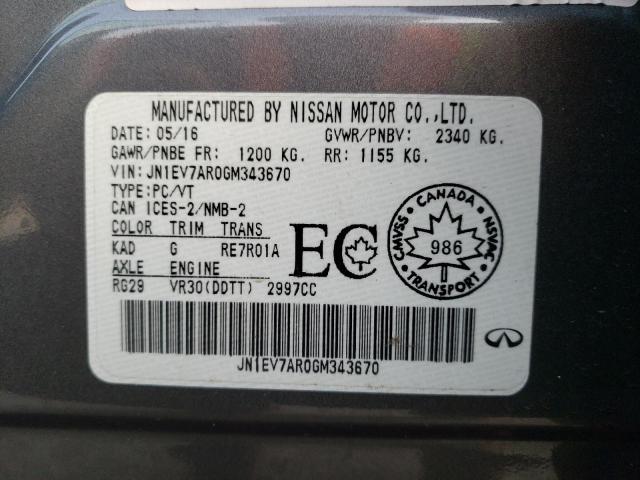 MANUFACTURED BY NISSAN MOTOR CO.,LTD.
DATE: 05/16 GVWR/PNBV: 2340 KG.
GAWR/PNBE FR: 1200 KG. RR: 1155 KG.
VIN: JN1EV7AR0GM343670
TYPE: PC/VT
CAN ICES-2/NMB-2
COLOR TRIM TRANS
KAD G RE7R01A
AXLE ENGINE
RG29 VR30(DDTT) 2997CC
EC
CANADA
CMVSS 986 NSVAC
TRANSPORT
JN1EV7AR0GM343670